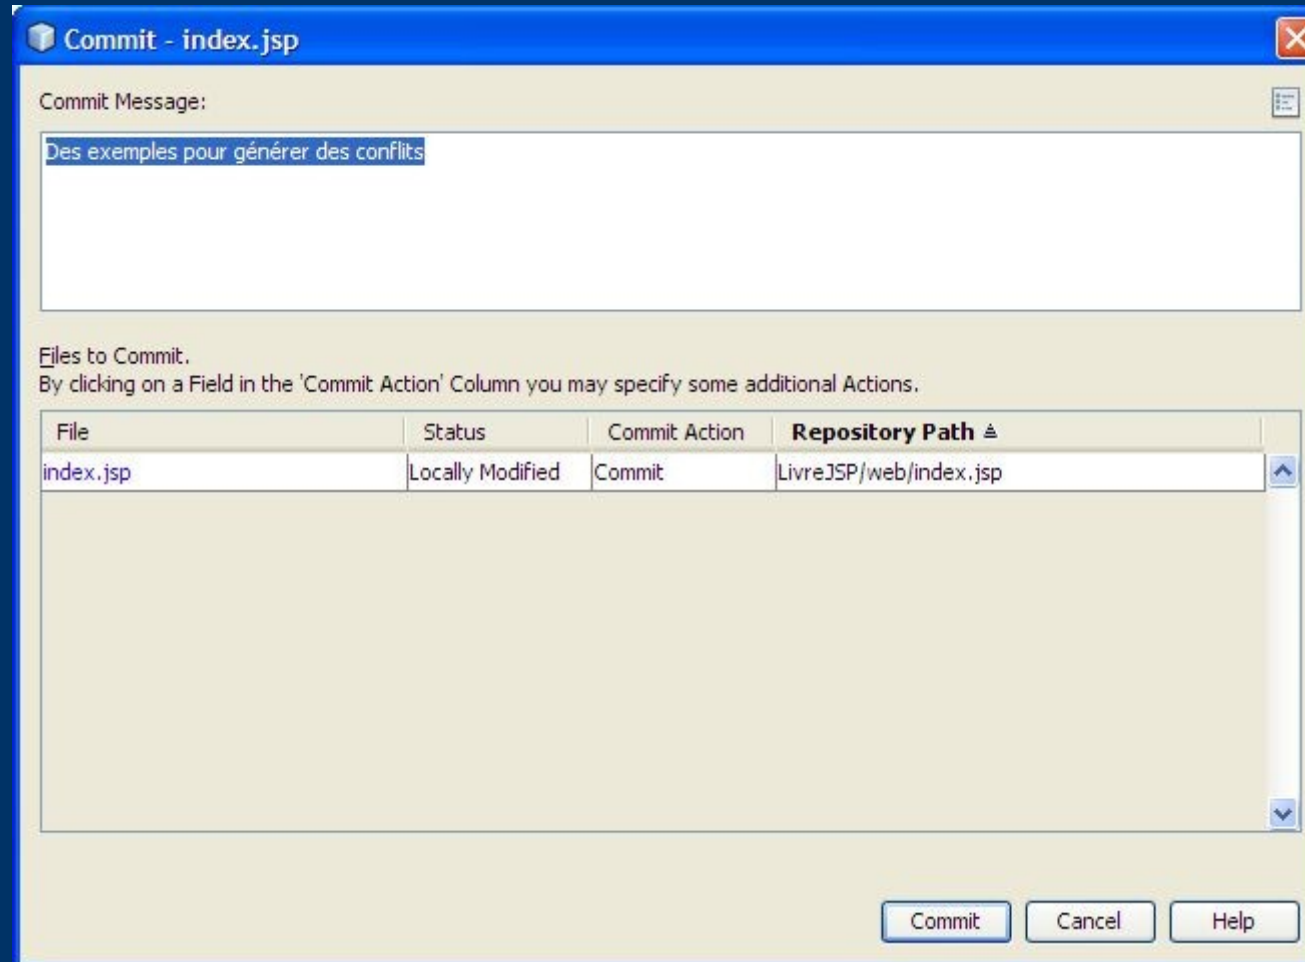 Commit - index.jsp
Commit Message:
Des exemples pour générer des conflits
Files to Commit.
By clicking on a Field in the 'Commit Action' Column you may specify some additional Actions.
File Status Commit Action Repository Path
index.jsp Locally Modified Commit LivreJSP/web/index.jsp
Commit Cancel Help